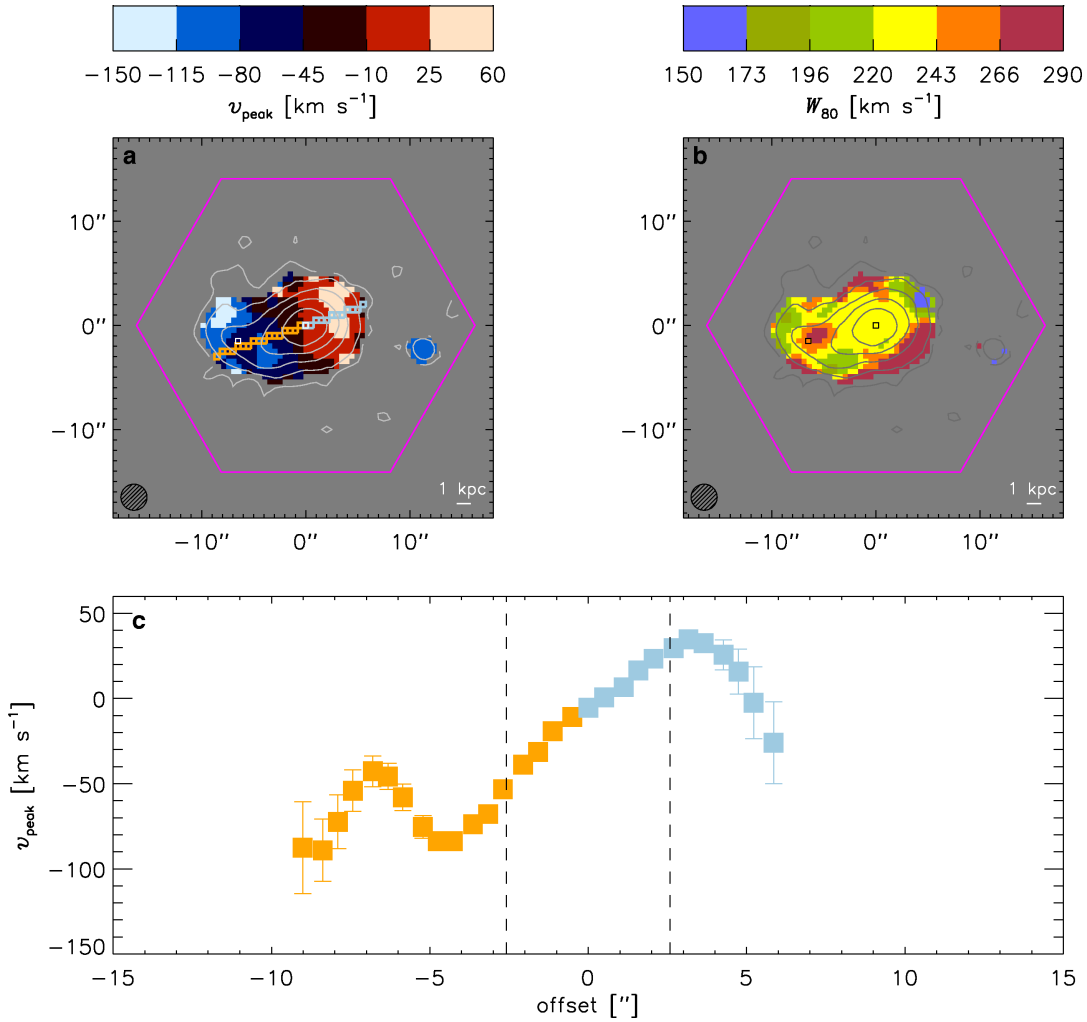 −150 −115 −80 −45 −10 25 60
v_peak [km s⁻¹]
150 173 196 220 243 266 290
W_80 [km s⁻¹]
a
10″
0″
−10″
1 kpc
−10″ 0″ 10″
b
10″
0″
−10″
1 kpc
−10″ 0″ 10″
c
50
0
−50
−100
−150
v_peak [km s⁻¹]
−15 −10 −5 0 5 10 15
offset [″]